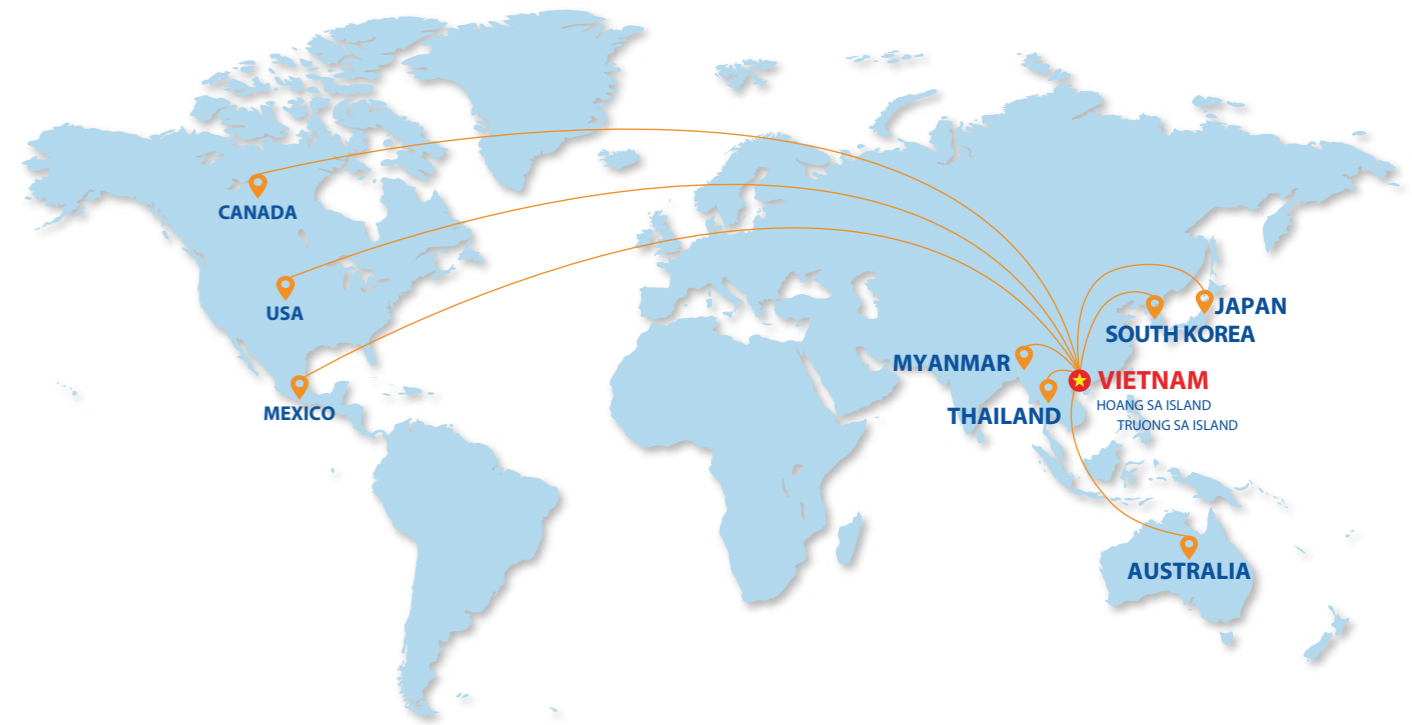 CANADA
USA
MEXICO
JAPAN
SOUTH KOREA
MYANMAR
VIETNAM
THAILAND
HOANG SA ISLAND
TRUONG SA ISLAND
AUSTRALIA